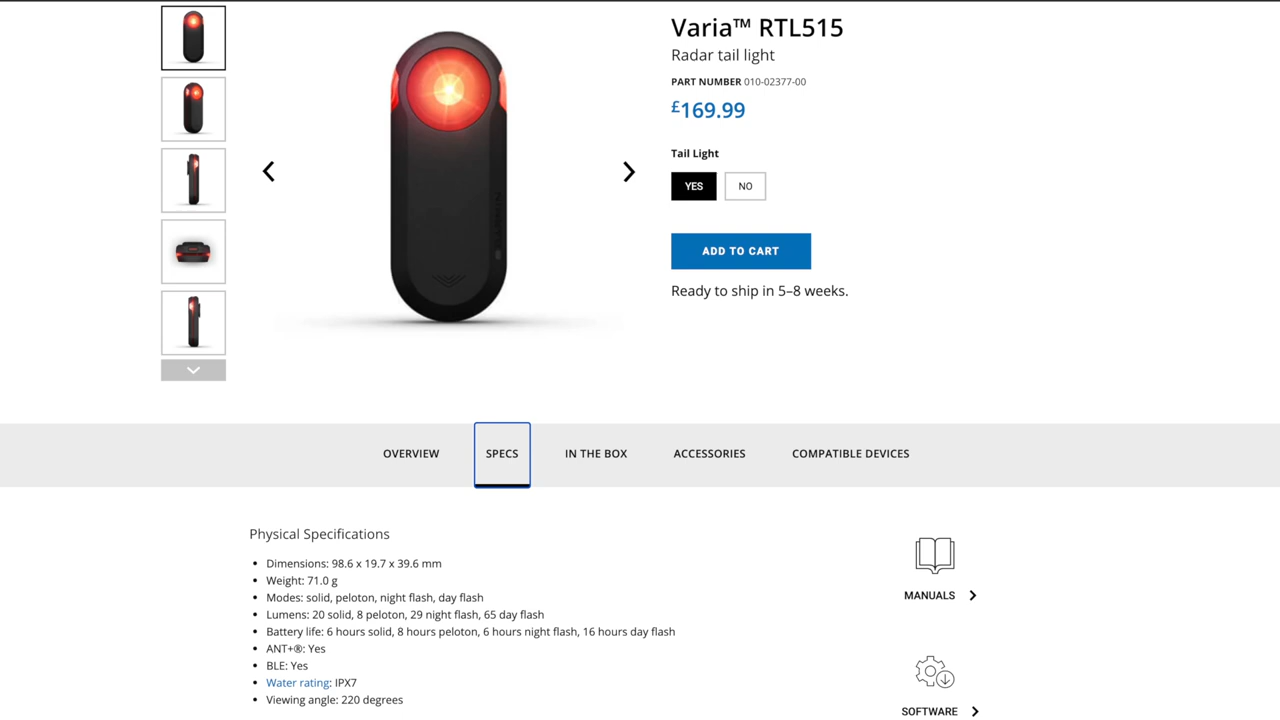 Varia™ RTL515
Radar tail light
PART NUMBER 010-02377-00
£169.99
Tail Light
YES NO
ADD TO CART
Ready to ship in 5–8 weeks.
OVERVIEW SPECS IN THE BOX ACCESSORIES COMPATIBLE DEVICES
Physical Specifications
• Dimensions: 98.6 x 19.7 x 39.6 mm
• Weight: 71.0 g
• Modes: solid, peloton, night flash, day flash
• Lumens: 20 solid, 8 peloton, 29 night flash, 65 day flash
• Battery life: 6 hours solid, 8 hours peloton, 6 hours night flash, 16 hours day flash
• ANT+®: Yes
• BLE: Yes
• Water rating: IPX7
• Viewing angle: 220 degrees
MANUALS
SOFTWARE